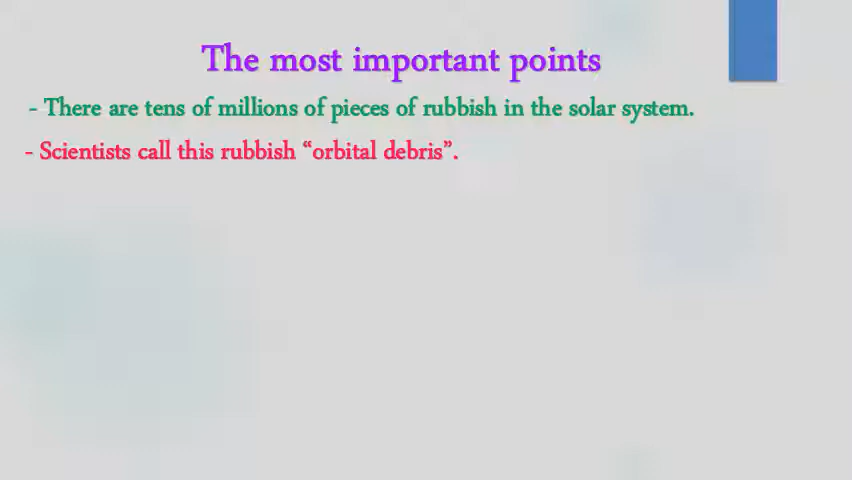 The most important points
- There are tens of millions of pieces of rubbish in the solar system.
- Scientists call this rubbish “orbital debris”.